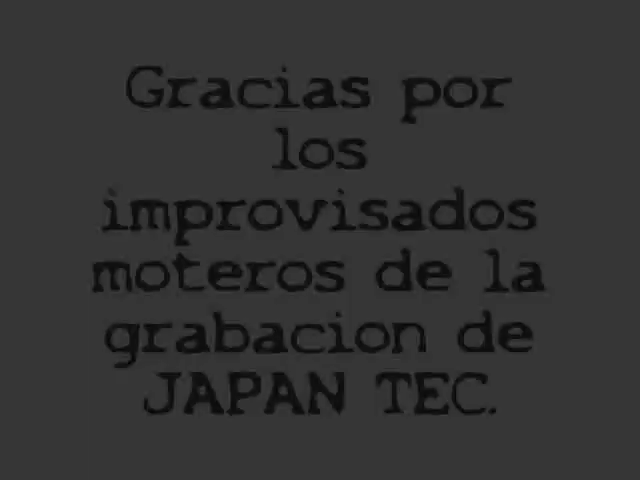 Gracias por
los
improvisados
moteros de la
grabacion de
JAPAN TEC.